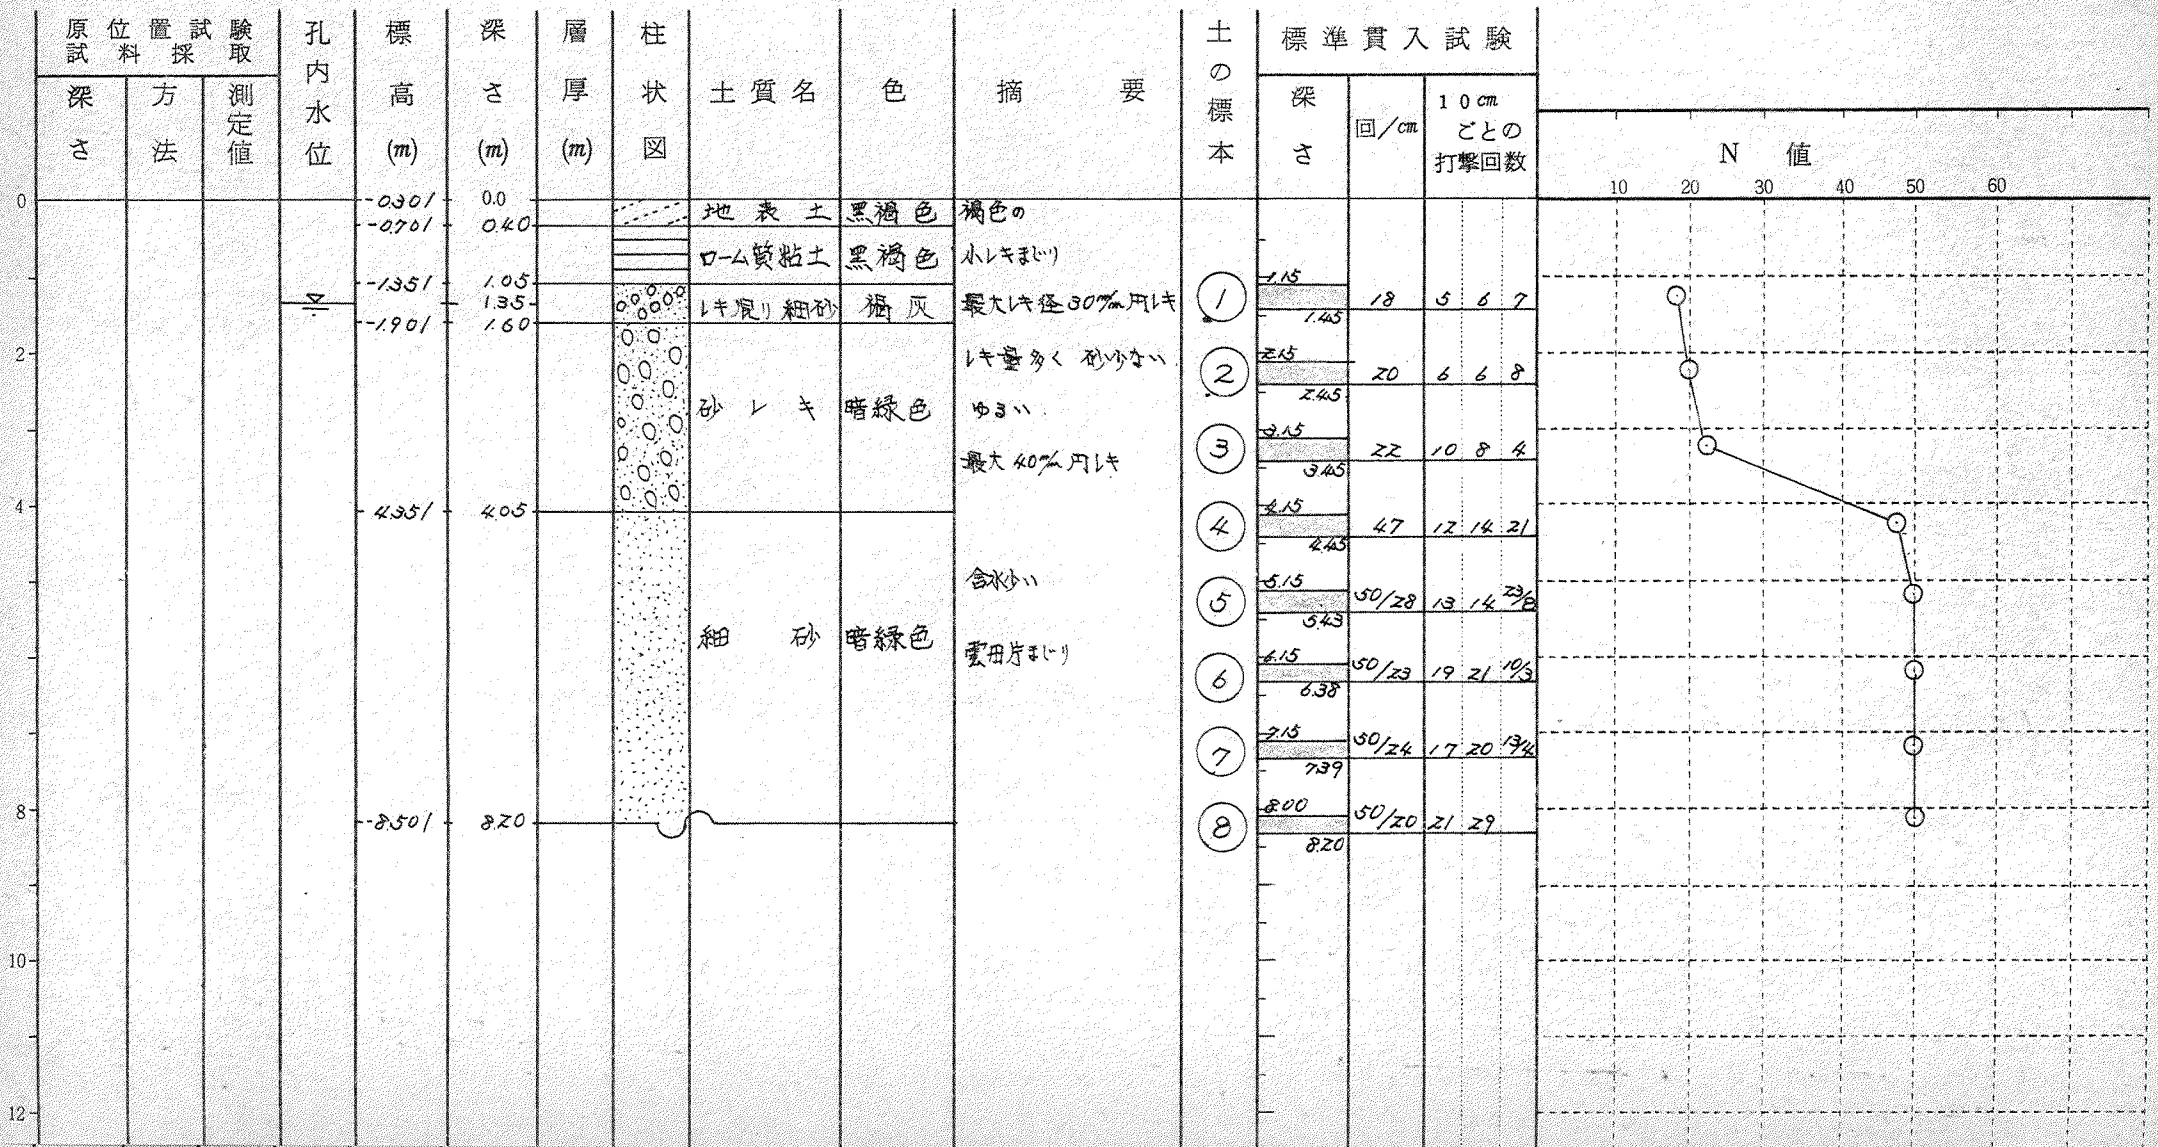 原位置試験
試料採取
深さ
方法
測定値
孔内水位
標高(m)
深さ(m)
層厚(m)
柱状図
土質名
色
摘要
土の標本
標準貫入試験
深さ
回/cm
10cm
ごとの
打撃回数
N 値
10 20 30 40 50 60
0
2
4
8
10
12
-0.301 0.0
地表土 黒褐色 褐色の
-0.701 0.40
ローム質粘土 黒褐色 小レキまじり
-1.351 1.05
1.35
レキ混り細砂 褐灰 最大レキ径30m/m円レキ
-1.901 1.60
レキ量多く 砂少ない
砂レキ 暗緑色 ゆるい
最大40m/m円レキ
4.351 4.05
含水少い
細砂 暗緑色
雲母片まじり
-8.501 8.20
① 1.15
18 5 6 7
1.45
② 2.15
20 6 6 8
2.45
③ 3.15
22 10 8 4
3.45
④ 4.15
47 12 14 21
4.45
⑤ 5.15
50/28 13 14 23/8
5.43
⑥ 6.15
50/23 19 21 10/3
6.38
⑦ 7.15
50/24 17 20 13/4
7.39
⑧ 8.00
50/20 21 29
8.20